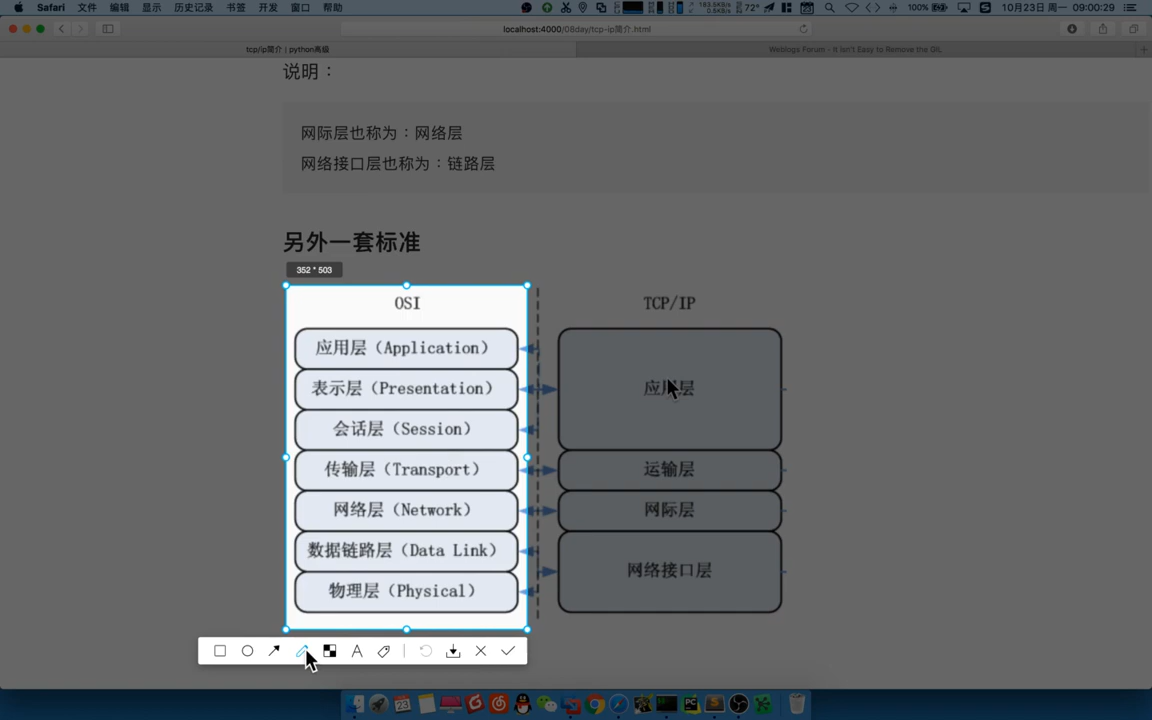 Safari 文件 编辑 显示 历史记录 书签 开发 窗口 帮助
72° 100% 10月23日 周一 09:00:29
localhost:4000/08day/tcp-ip简介.html
tcp/ip简介 | python高级
Weblogs Forum - It isn't Easy to Remove the GIL
说明：
网际层也称为：网络层
网络接口层也称为：链路层
另外一套标准
352 * 503
OSI
TCP/IP
应用层（Application）
表示层（Presentation）
应用层
会话层（Session）
传输层（Transport）
运输层
网络层（Network）
网际层
数据链路层（Data Link）
网络接口层
物理层（Physical）